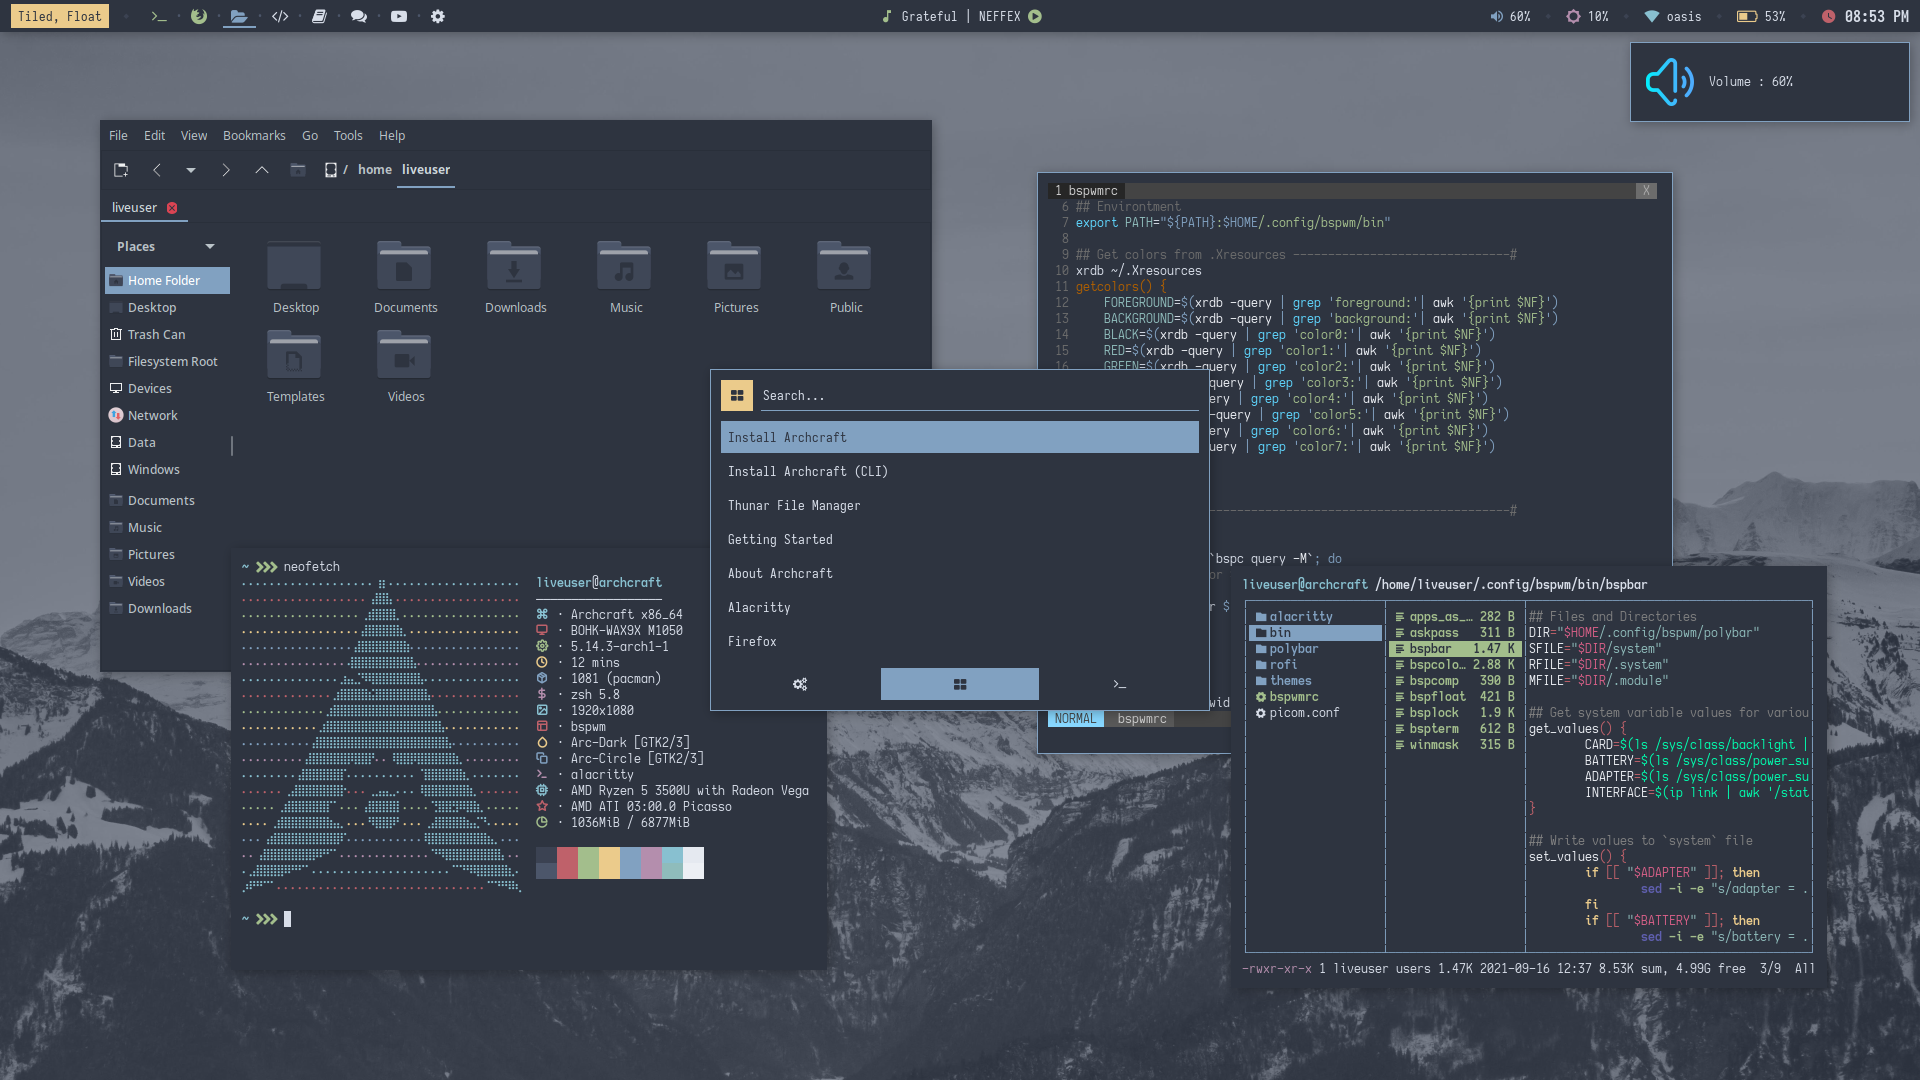 Tiled, Float
Grateful | NEFFEX
60%
10%
oasis
53%
08:53 PM
Volume : 60%
File Edit View Bookmarks Go Tools Help
/ home liveuser
liveuser
Places
Home Folder
Desktop
Trash Can
Filesystem Root
Devices
Network
Data
Windows
Documents
Music
Pictures
Videos
Downloads
Desktop
Documents
Downloads
Music
Pictures
Public
Templates
Videos
1 bspwmrc X
6 ## Environtment
7 export PATH="${PATH}:$HOME/.config/bspwm/bin"
8
9 ## Get colors from .Xresources -------------------------------#
10 xrdb ~/.Xresources
11 getcolors() {
12 FOREGROUND=$(xrdb -query | grep 'foreground:'| awk '{print $NF}')
13 BACKGROUND=$(xrdb -query | grep 'background:'| awk '{print $NF}')
14 BLACK=$(xrdb -query | grep 'color0:'| awk '{print $NF}')
15 RED=$(xrdb -query | grep 'color1:'| awk '{print $NF}')
16 GREEN=$(xrdb -query | grep 'color2:'| awk '{print $NF}')
uery | grep 'color3:'| awk '{print $NF}')
ery | grep 'color4:'| awk '{print $NF}')
-query | grep 'color5:'| awk '{print $NF}')
ery | grep 'color6:'| awk '{print $NF}')
uery | grep 'color7:'| awk '{print $NF}')
-------------------------------------------#
`bspc query -M`; do
or
r $
wid
NORMAL bspwmrc
Search...
Install Archcraft
Install Archcraft (CLI)
Thunar File Manager
Getting Started
About Archcraft
Alacritty
Firefox
~ >>> neofetch
liveuser@archcraft
· Archcraft x86_64
· BOHK-WAX9X M1050
· 5.14.3-arch1-1
· 12 mins
· 1081 (pacman)
· zsh 5.8
· 1920x1080
· bspwm
· Arc-Dark [GTK2/3]
· Arc-Circle [GTK2/3]
· alacritty
· AMD Ryzen 5 3500U with Radeon Vega
· AMD ATI 03:00.0 Picasso
· 1036MiB / 6877MiB
~ >>>
liveuser@archcraft /home/liveuser/.config/bspwm/bin/bspbar
alacritty
bin
polybar
rofi
themes
bspwmrc
picom.conf
apps_as_… 282 B
askpass 311 B
bspbar 1.47 K
bspcolo… 2.88 K
bspcomp 390 B
bspfloat 421 B
bsplock 1.9 K
bspterm 612 B
winmask 315 B
## Files and Directories
DIR="$HOME/.config/bspwm/polybar"
SFILE="$DIR/system"
RFILE="$DIR/.system"
MFILE="$DIR/.module"
## Get system variable values for variou
get_values() {
CARD=$(ls /sys/class/backlight |
BATTERY=$(ls /sys/class/power_su
ADAPTER=$(ls /sys/class/power_su
INTERFACE=$(ip link | awk '/stat
}
## Write values to `system` file
set_values() {
if [[ "$ADAPTER" ]]; then
sed -i -e "s/adapter = .
fi
if [[ "$BATTERY" ]]; then
sed -i -e "s/battery = .
-rwxr-xr-x 1 liveuser users 1.47K 2021-09-16 12:37 8.53K sum, 4.99G free 3/9 All